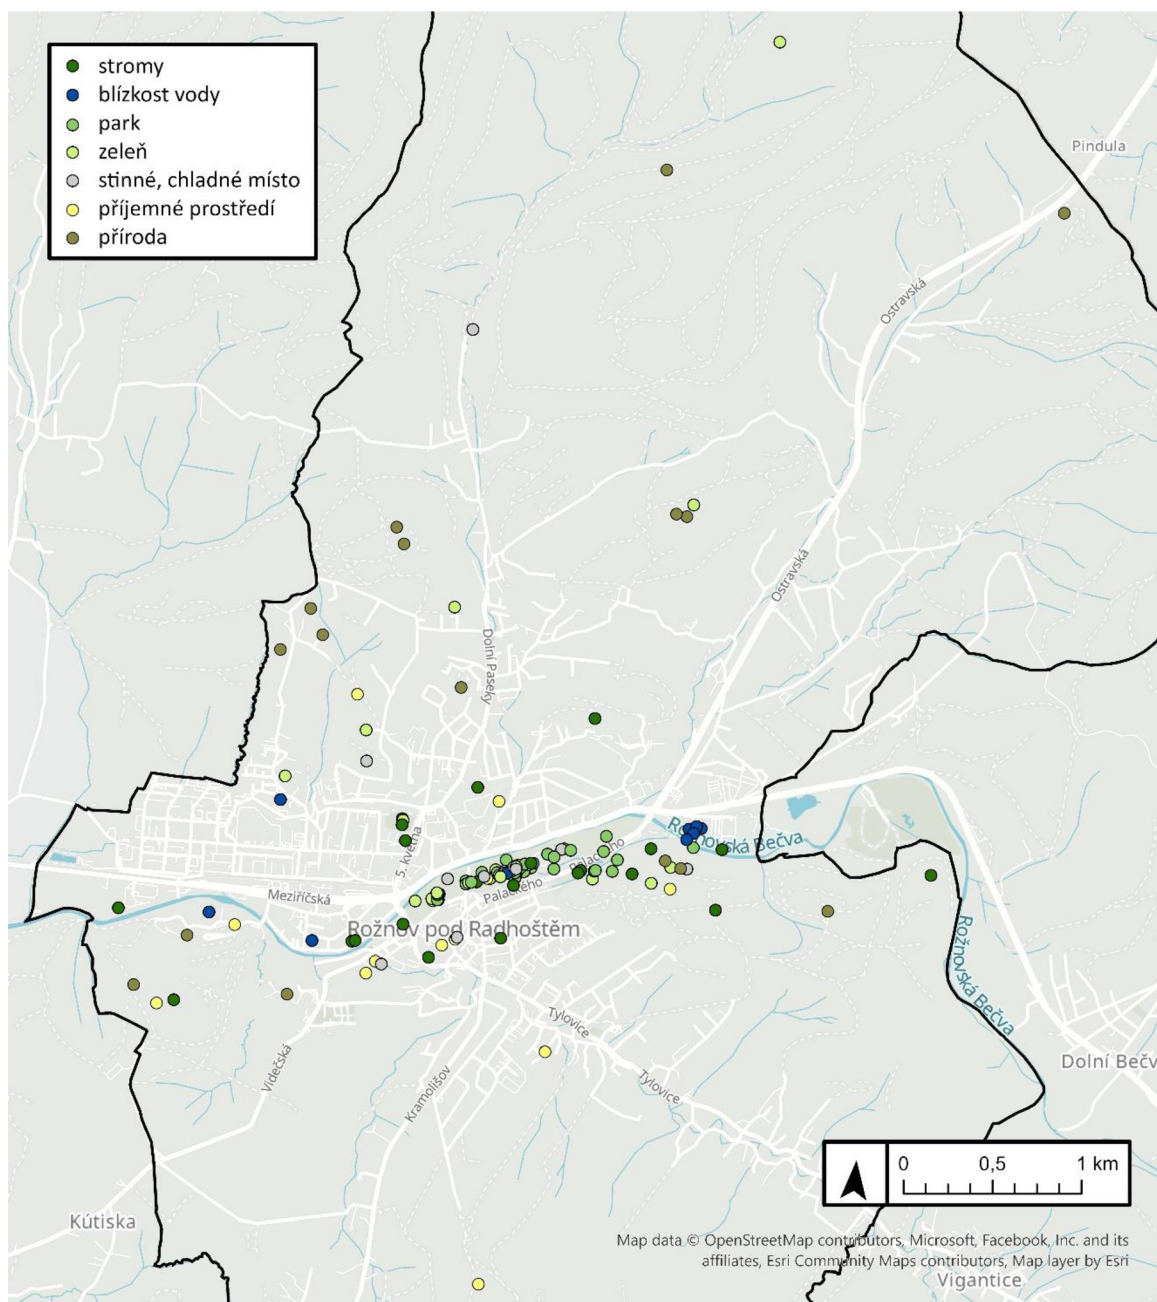 stromy
blízkost vody
park
zeleň
stinné, chladné místo
příjemné prostředí
příroda
Pindula
Ostravská
Ostravská
Dolní Paseky
5. května
Rožnovská Bečva
Palackého
Palackého
Meziříčská
Rožnov pod Radhoštěm
Rožnovská Bečva
Tylovice
Videčská
Kramolišov
Tylovice
Dolní Bečv
0 0,5 1 km
Kútiska
Map data © OpenStreetMap contributors, Microsoft, Facebook, Inc. and its
affiliates, Esri Community Maps contributors, Map layer by Esri
Vigantice